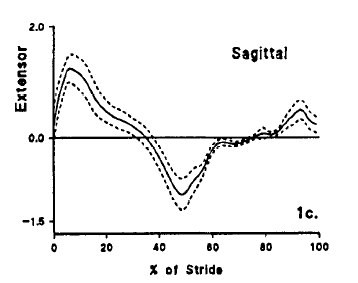 2.0
Sagittal
Extensor
0.0
-1.5
1c.
0 20 40 60 80 100
% of Stride